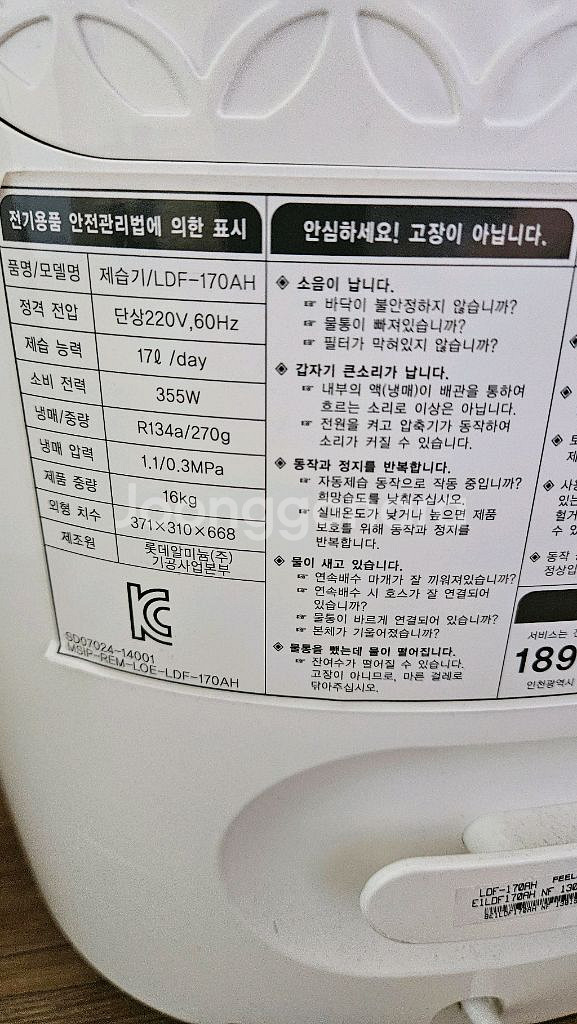 전기용품 안전관리법에 의한 표시
품명/모델명 제습기/LDF-170AH
정격 전압 단상220V,60Hz
제습 능력 17ℓ /day
소비 전력 355W
냉매/중량 R134a/270g
냉매 압력 1.1/0.3MPa
제품 중량 16kg
외형 치수 371×310×668
제조원 롯데알미늄(주)
기공사업본부
SD07024-14001
MSIP-REM-LOE-LDF-170AH
안심하세요! 고장이 아닙니다.
◈ 소음이 납니다.
☞ 바닥이 불안정하지 않습니까?
☞ 물통이 빠져있습니까?
☞ 필터가 막혀있지 않습니까?
◈ 갑자기 큰소리가 납니다.
☞ 내부의 액(냉매)이 배관을 통하여
흐르는 소리로 이상은 아닙니다.
☞ 전원을 켜고 압축기가 동작하여
소리가 커질 수 있습니다.
◈ 동작과 정지를 반복합니다.
☞ 자동제습 동작으로 작동 중입니까?
희망습도를 낮춰주십시오.
☞ 실내온도가 낮거나 높으면 제품
보호를 위해 동작과 정지를
반복합니다.
◈ 물이 새고 있습니다.
☞ 연속배수 마개가 잘 끼워져있습니까?
☞ 연속배수 시 호스가 잘 연결되어
있습니까?
☞ 물통이 바르게 연결되어 있습니까?
☞ 본체가 기울어졌습니까?
◈ 물통을 뺐는데 물이 떨어집니다.
☞ 잔여수가 떨어질 수 있습니다.
고장이 아니므로, 마른 걸레로
닦아주십시오.
◈ 동작
정상입
서비스는
189
인천광역시
LDF-170AH
E1LDF170AH NF 130